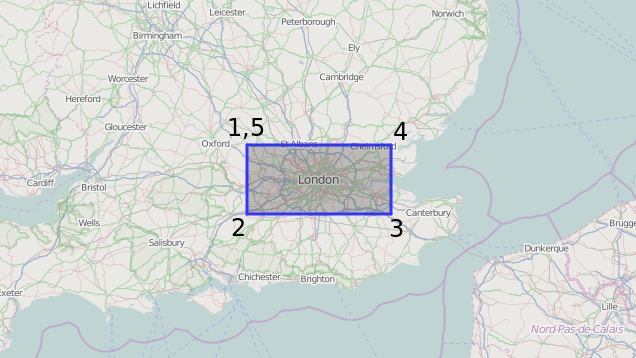 Lichfield
Leicester
Norwich
Peterborough
Birmingham
Ely
Worcester
Cambridge
Hereford
Gloucester
1,5
4
Oxford
St Albans
Chelmsford
Cardiff
Bristol
London
Canterbury
Wells
2
3
Brugge
Salisbury
Dunkerque
Chichester
Brighton
Exeter
Lille
Nord-Pas-de-Calais